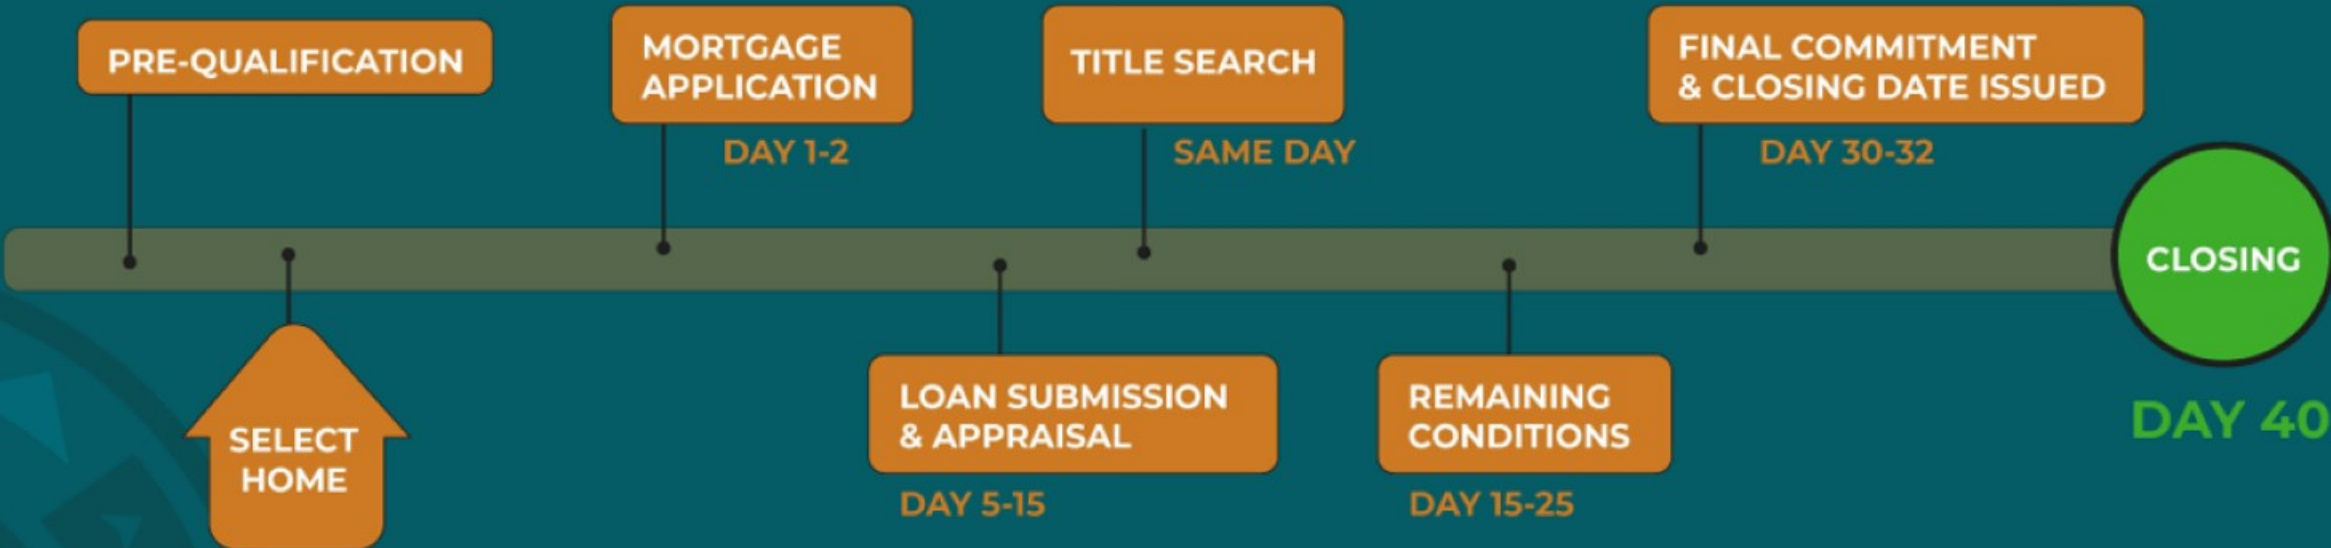 PRE-QUALIFICATION
SELECT
HOME
MORTGAGE
APPLICATION
DAY 1-2
LOAN SUBMISSION
& APPRAISAL
DAY 5-15
TITLE SEARCH
SAME DAY
REMAINING
CONDITIONS
DAY 15-25
FINAL COMMITMENT
& CLOSING DATE ISSUED
DAY 30-32
CLOSING
DAY 40